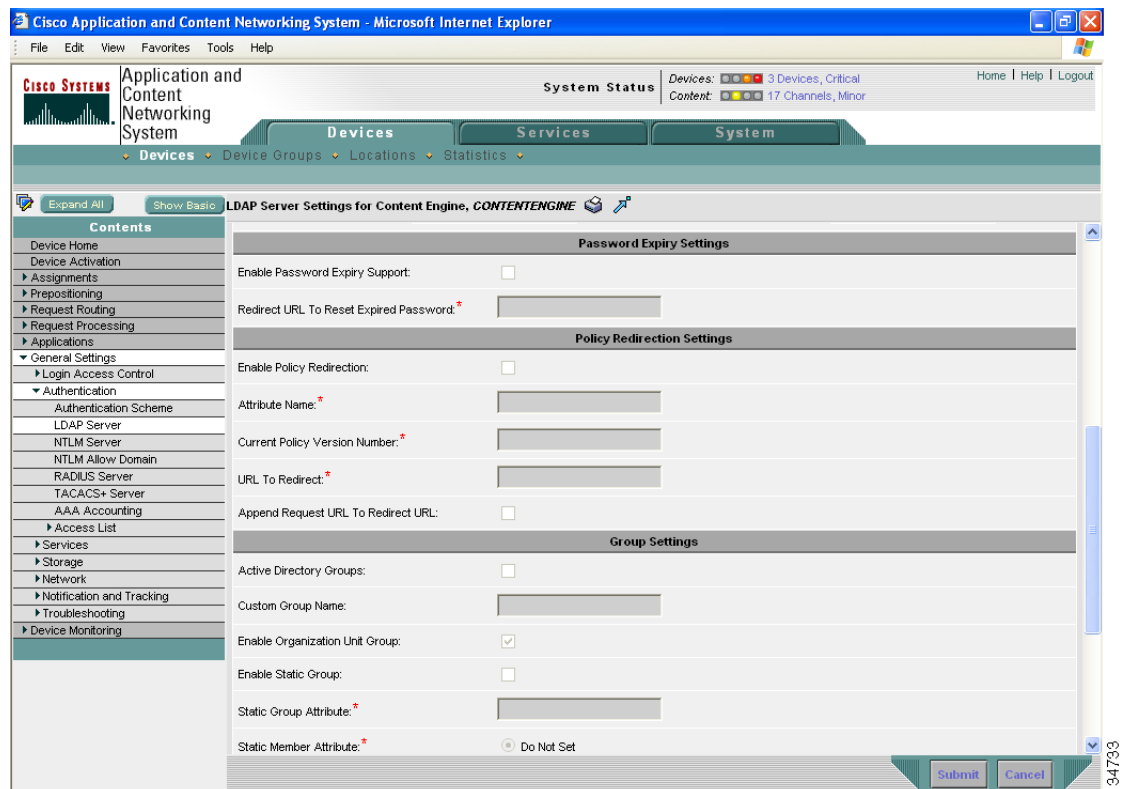 Cisco Application and Content Networking System - Microsoft Internet Explorer
File Edit View Favorites Tools Help
CISCO SYSTEMS
Application and
Content
Networking
System
System Status
Devices: 3 Devices, Critical
Content: 17 Channels, Minor
Home | Help | Logout
Devices Services System
Devices Device Groups Locations Statistics
Expand All Show Basic
LDAP Server Settings for Content Engine, CONTENTENGINE
Contents
Device Home
Device Activation
Assignments
Prepositioning
Request Routing
Request Processing
Applications
General Settings
Login Access Control
Authentication
Authentication Scheme
LDAP Server
NTLM Server
NTLM Allow Domain
RADIUS Server
TACACS+ Server
AAA Accounting
Access List
Services
Storage
Network
Notification and Tracking
Troubleshooting
Device Monitoring
Password Expiry Settings
Enable Password Expiry Support:
Redirect URL To Reset Expired Password:*
Policy Redirection Settings
Enable Policy Redirection:
Attribute Name:*
Current Policy Version Number:*
URL To Redirect:*
Append Request URL To Redirect URL:
Group Settings
Active Directory Groups:
Custom Group Name:
Enable Organization Unit Group:
Enable Static Group:
Static Group Attribute:*
Static Member Attribute:* Do Not Set
Submit Cancel
34733